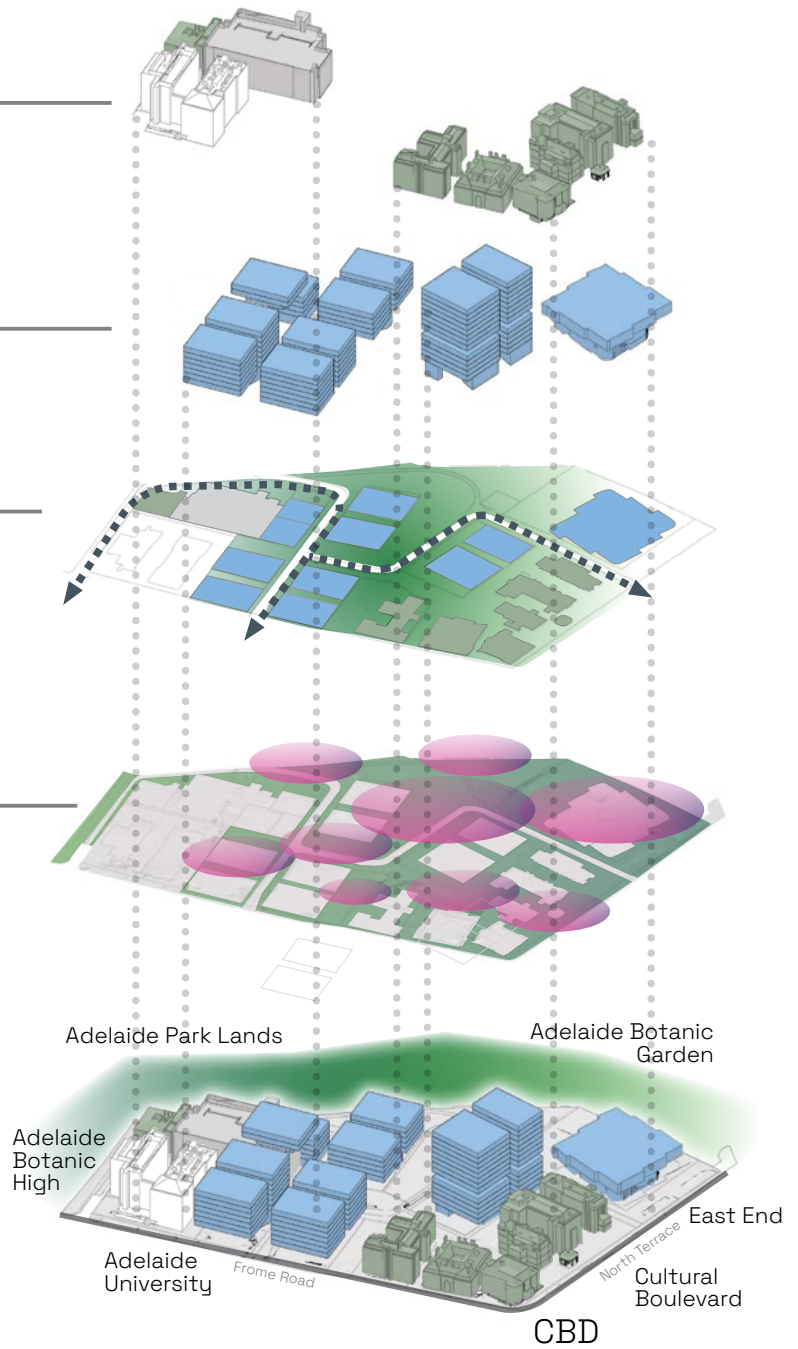 Adelaide Park Lands
Adelaide Botanic
Garden
Adelaide
Botanic
High
East End
North Terrace
Adelaide
University
Frome Road
Cultural
Boulevard
CBD